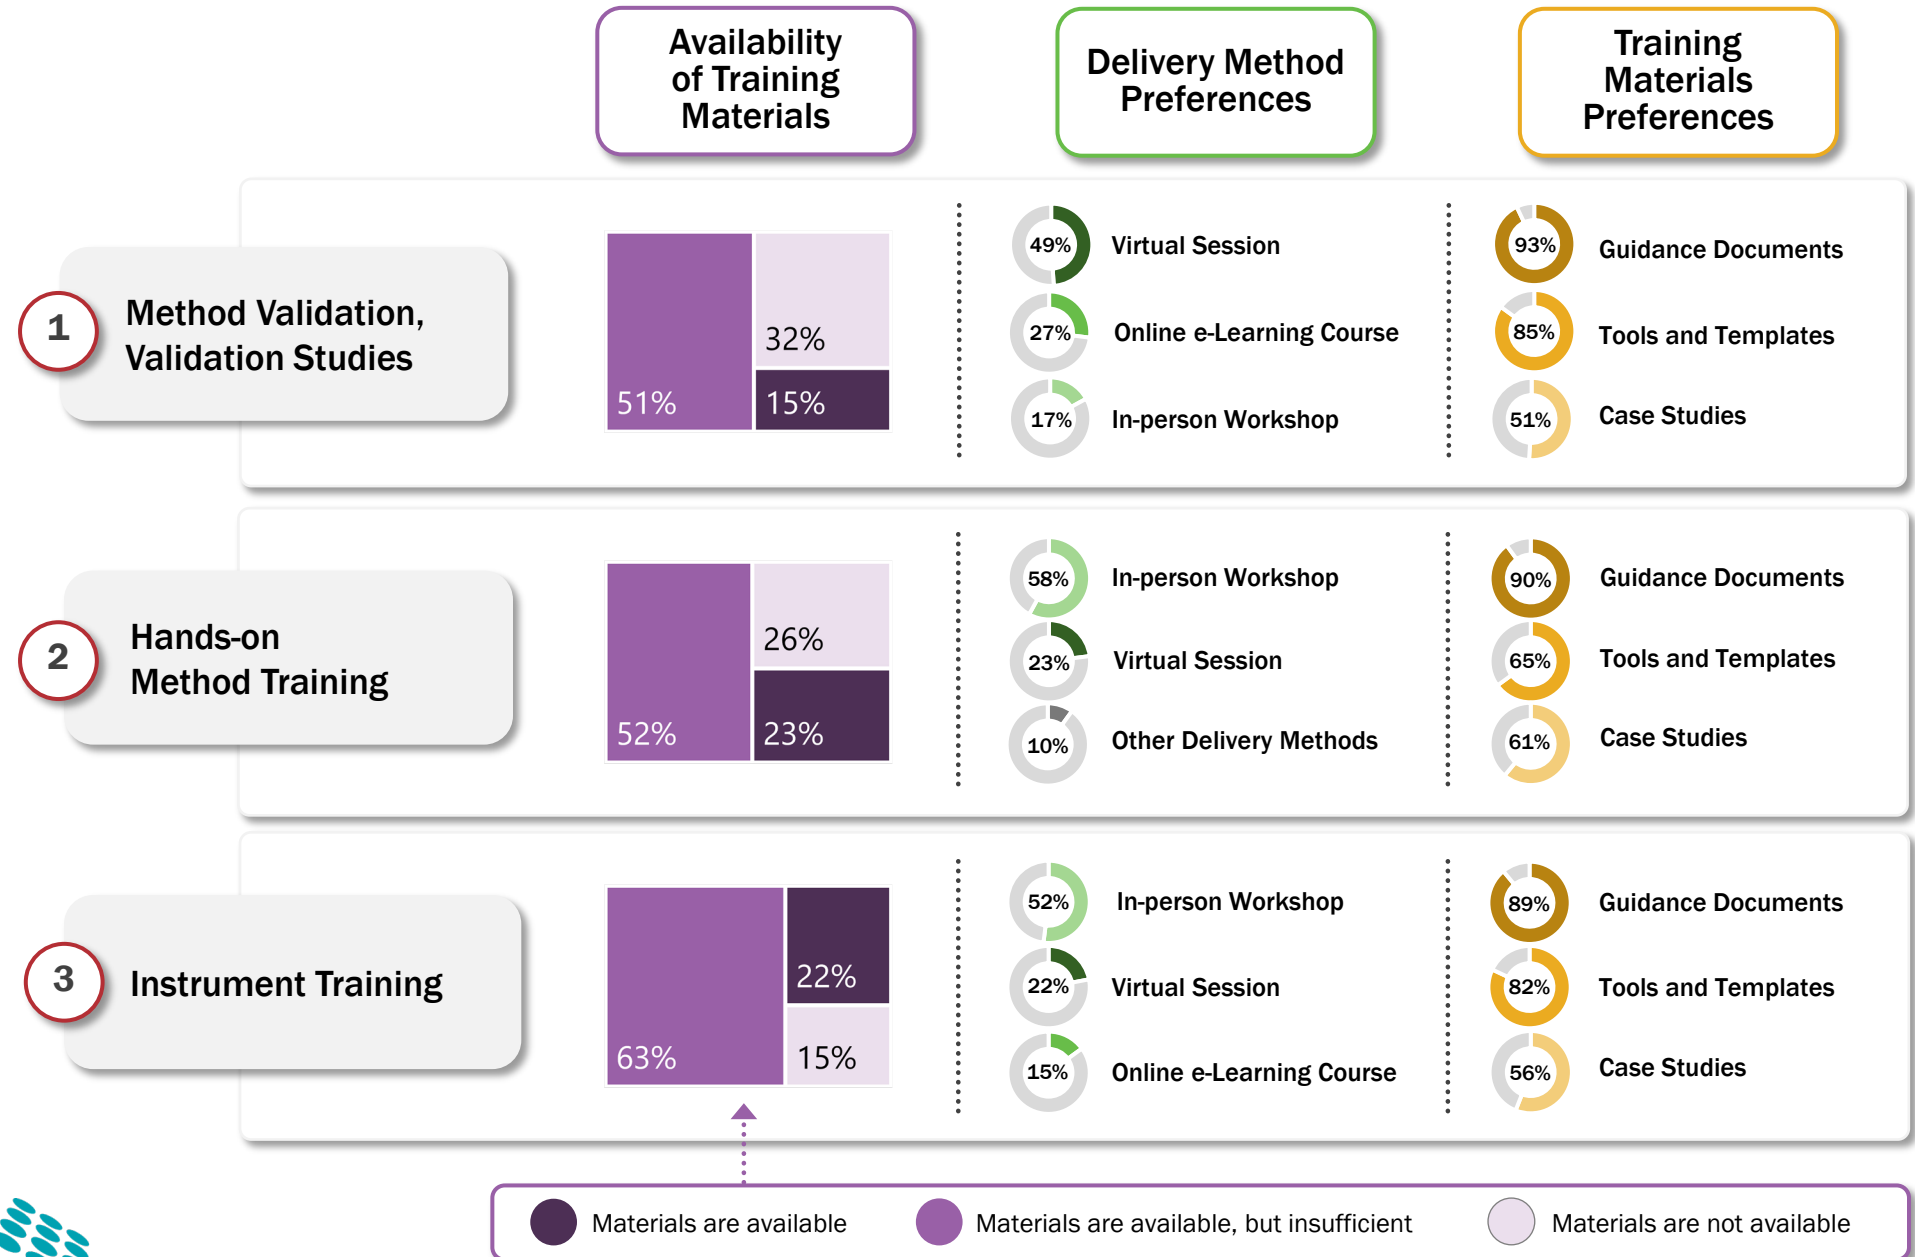 Availability
of Training
Materials
Delivery Method
Preferences
Training
Materials
Preferences
1
Method Validation,
Validation Studies
51%
32%
15%
49%
Virtual Session
27%
Online e-Learning Course
17%
In-person Workshop
93%
Guidance Documents
85%
Tools and Templates
51%
Case Studies
2
Hands-on
Method Training
52%
26%
23%
58%
In-person Workshop
23%
Virtual Session
10%
Other Delivery Methods
90%
Guidance Documents
65%
Tools and Templates
61%
Case Studies
3
Instrument Training
63%
22%
15%
52%
In-person Workshop
22%
Virtual Session
15%
Online e-Learning Course
89%
Guidance Documents
82%
Tools and Templates
56%
Case Studies
Materials are available
Materials are available, but insufficient
Materials are not available